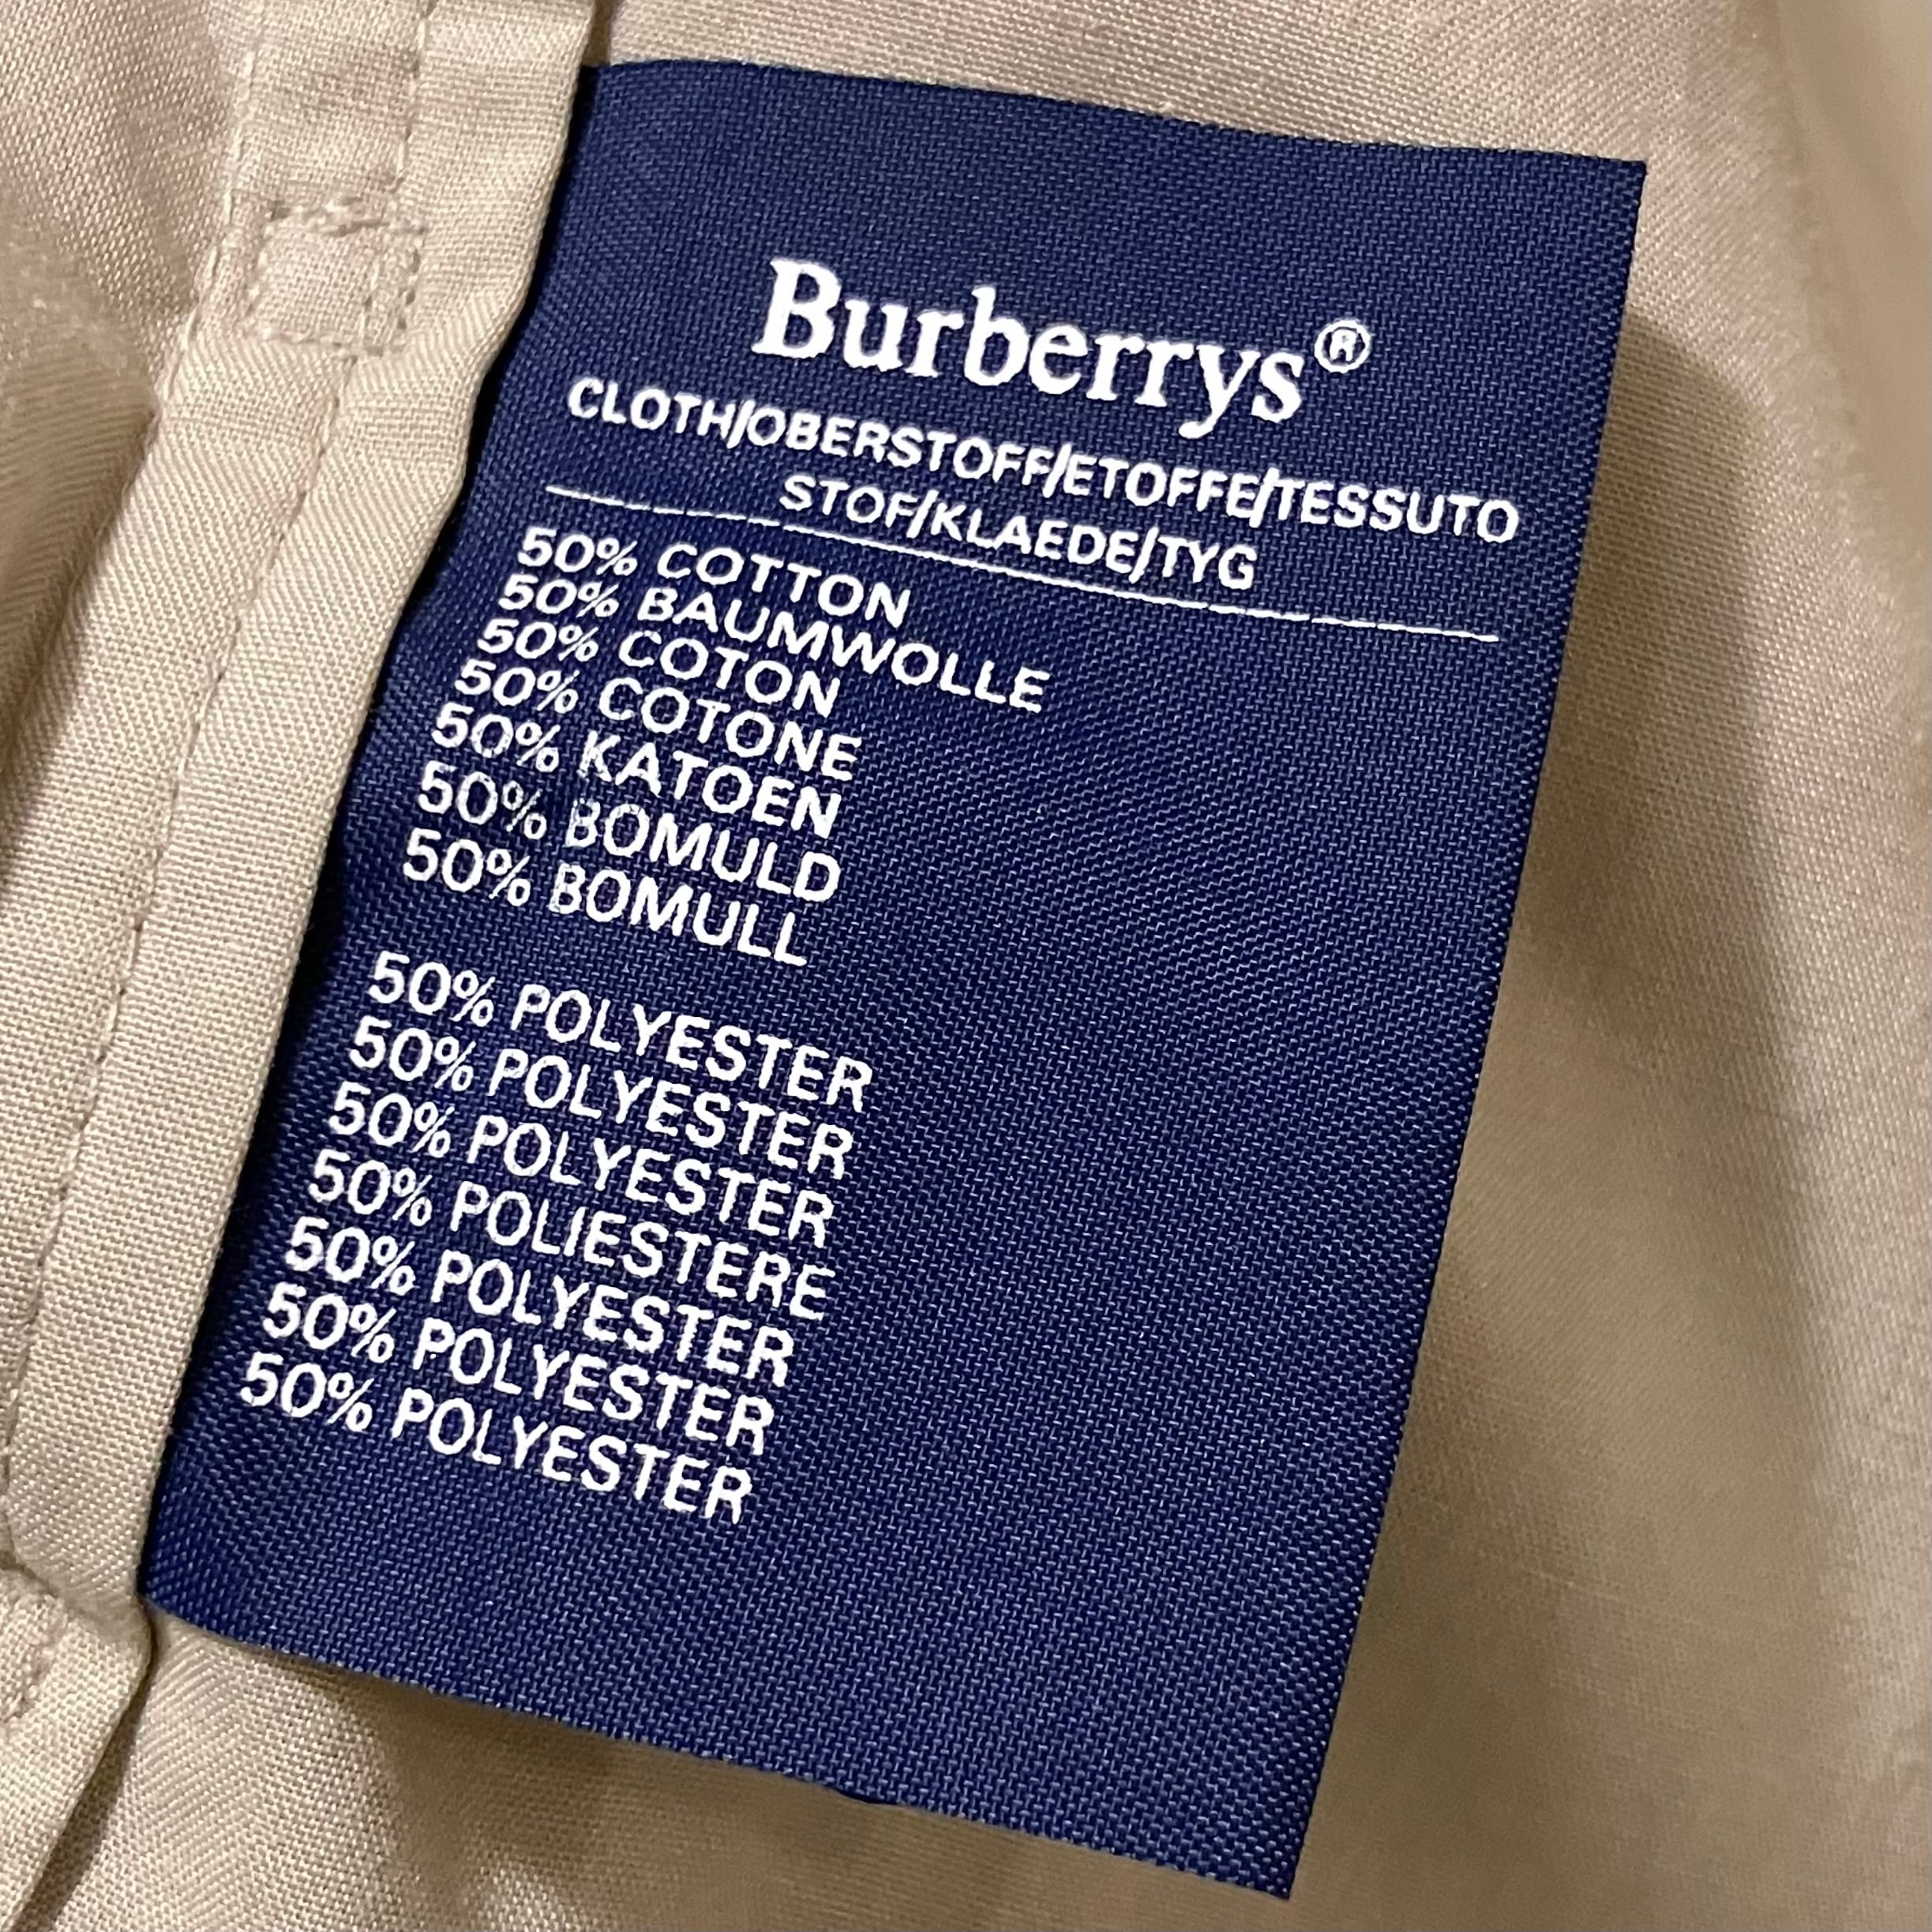 Burberrys®
CLOTH/OBERSTOFF/ETOFFE/TESSUTO
STOF/KLAEDE/TYG
50% COTTON
50% BAUMWOLLE
50% COTON
50% COTONE
50% KATOEN
50% BOMULD
50% BOMULL
50% POLYESTER
50% POLYESTER
50% POLYESTER
50% POLIESTERE
50% POLYESTER
50% POLYESTER
50% POLYESTER